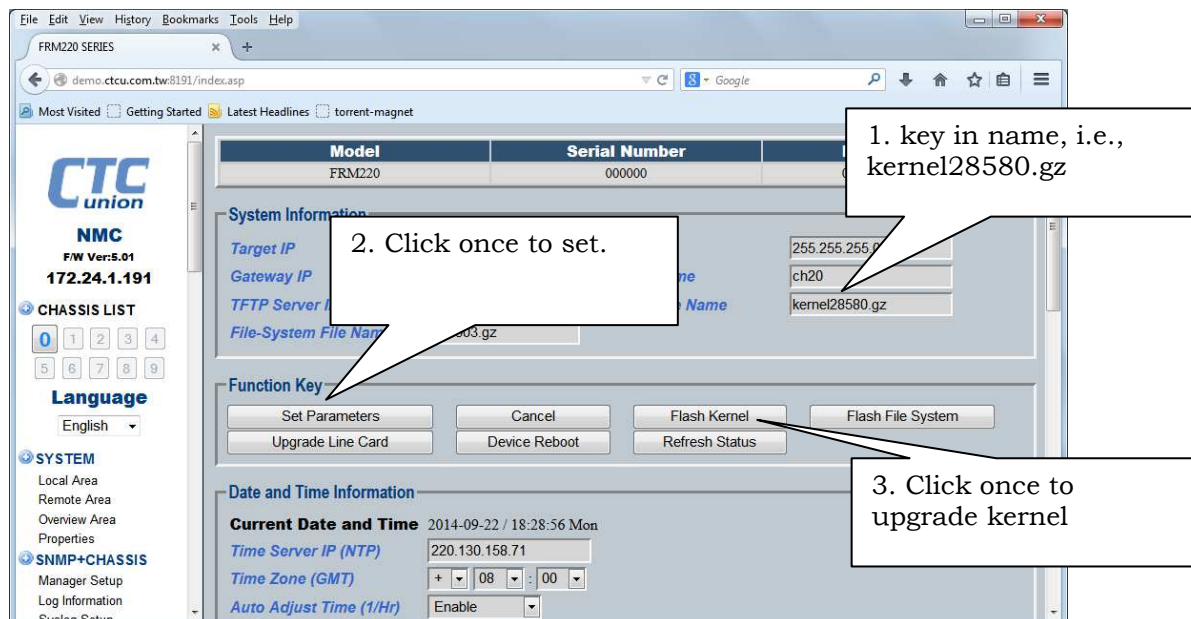 File Edit View History Bookmarks Tools Help
FRM220 SERIES
demo.ctcu.com.tw:8191/index.asp
Google
Most Visited Getting Started Latest Headlines torrent-magnet
1. key in name, i.e.,
kernel28580.gz
CTC
union
NMC
F/W Ver:5.01
172.24.1.191
CHASSIS LIST
0 1 2 3 4
5 6 7 8 9
Language
English
SYSTEM
Local Area
Remote Area
Overview Area
Properties
SNMP+CHASSIS
Manager Setup
Log Information
Syslog Setup
Model Serial Number
FRM220 000000
System Information
2. Click once to set.
Target IP 255.255.255.0
Gateway IP ch20
TFTP Server Name kernel28580.gz
File-System File
Function Key
Set Parameters Cancel Flash Kernel Flash File System
Upgrade Line Card Device Reboot Refresh Status
3. Click once to
upgrade kernel
Date and Time Information
Current Date and Time 2014-09-22 / 18:28:56 Mon
Time Server IP (NTP) 220.130.158.71
Time Zone (GMT) + 08 : 00
Auto Adjust Time (1/Hr) Enable